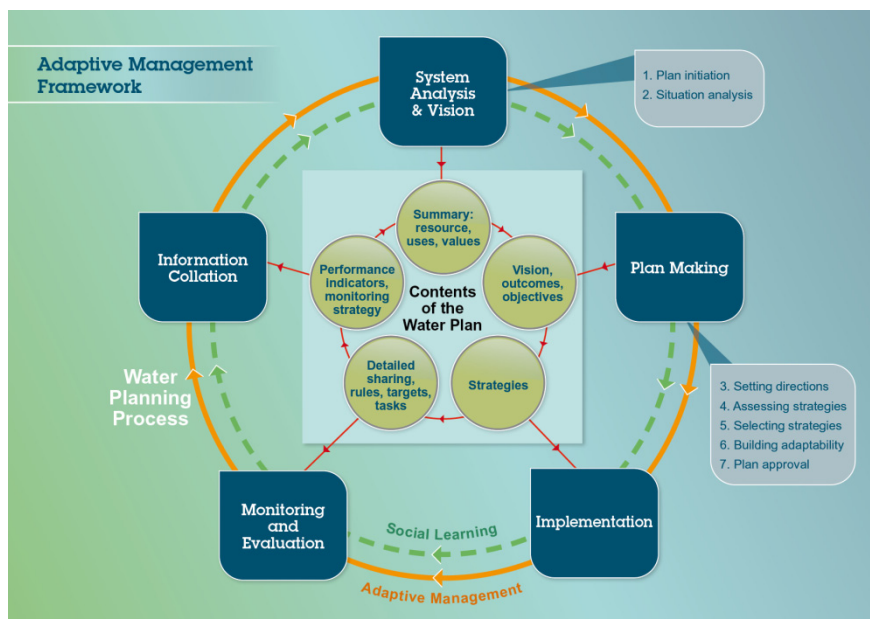 Adaptive Management
Framework
System
Analysis
& Vision
1. Plan initiation
2. Situation analysis
Information
Collation
Plan Making
Summary:
resource,
uses, values
Performance
indicators,
monitoring
strategy
Vision,
outcomes,
objectives
Contents
of the
Water Plan
Detailed
sharing,
rules, targets,
tasks
Strategies
Water
Planning
Process
3. Setting directions
4. Assessing strategies
5. Selecting strategies
6. Building adaptability
7. Plan approval
Monitoring
and
Evaluation
Implementation
Social Learning
Adaptive Management